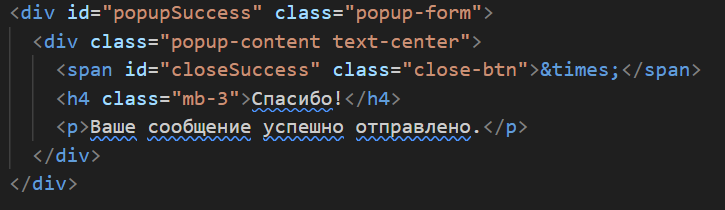 <div id="popupSuccess" class="popup-form">
<div class="popup-content text-center">
<span id="closeSuccess" class="close-btn">&times;</span>
<h4 class="mb-3">Спасибо!</h4>
<p>Ваше сообщение успешно отправлено.</p>
</div>
</div>